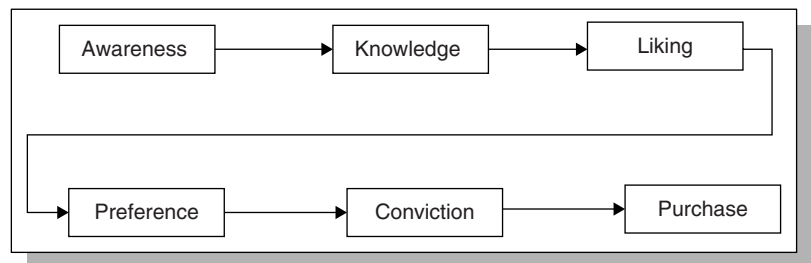 Awareness
Knowledge
Liking
Preference
Conviction
Purchase